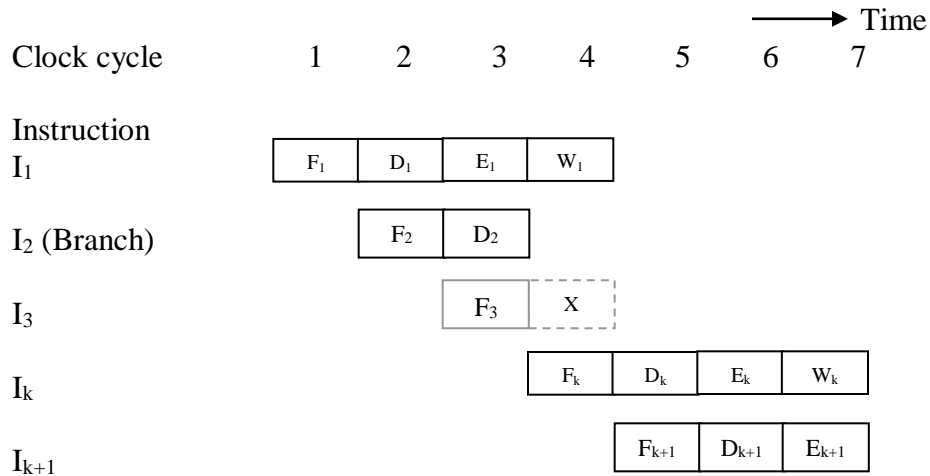 Time
Clock cycle 1 2 3 4 5 6 7
Instruction
I₁ F₁ D₁ E₁ W₁
I₂ (Branch) F₂ D₂
I₃ F₃ X
Iₖ Fₖ Dₖ Eₖ Wₖ
Iₖ₊₁ Fₖ₊₁ Dₖ₊₁ Eₖ₊₁